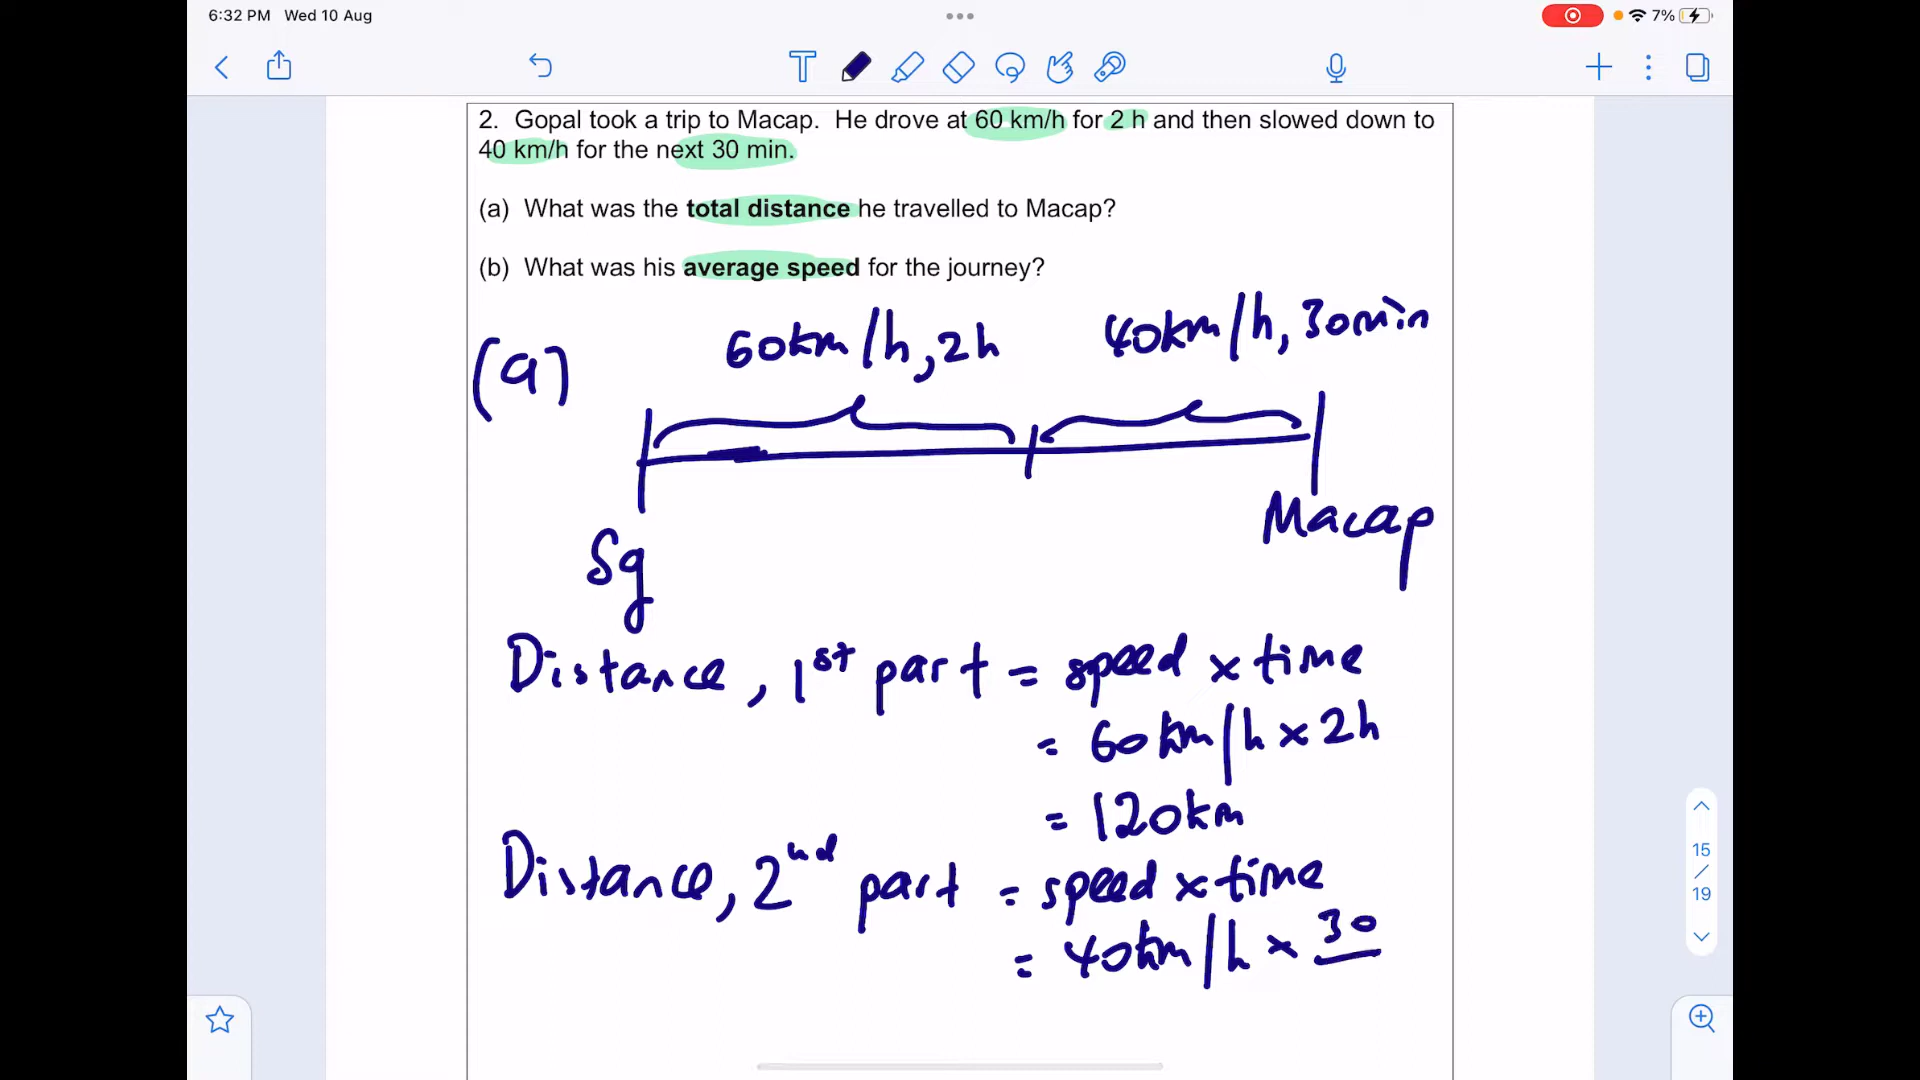 6:32 PM Wed 10 Aug
7%
2. Gopal took a trip to Macap. He drove at 60 km/h for 2 h and then slowed down to
40 km/h for the next 30 min.
(a) What was the total distance he travelled to Macap?
(b) What was his average speed for the journey?
(a)
60km/h, 2h
40km/h, 30min
Sg
Macap
Distance, 1st part = speed x time
= 60km/h x 2h
= 120km
Distance, 2nd part = speed x time
= 40km/h x 30
15
/
19